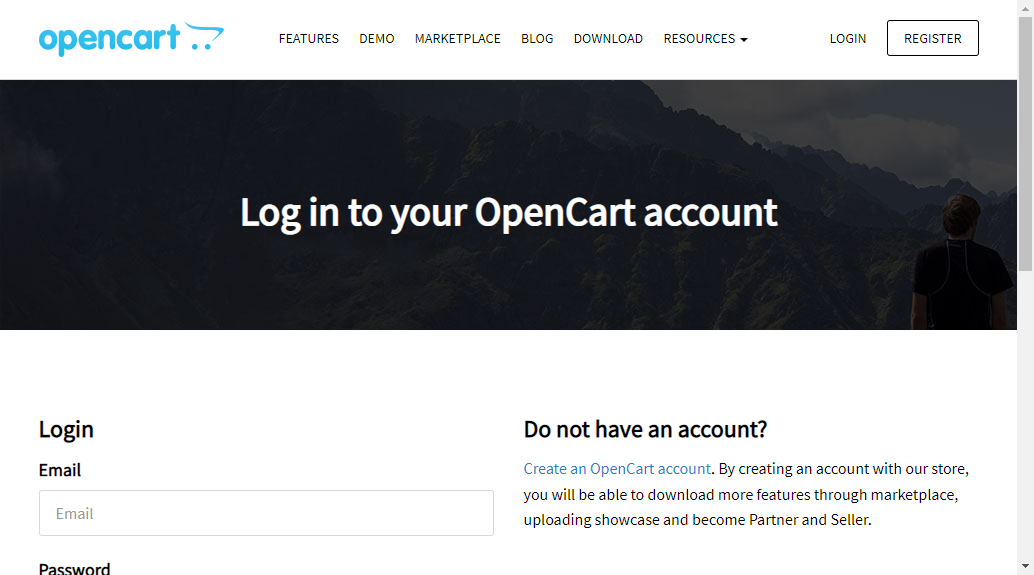 opencart
FEATURES DEMO MARKETPLACE BLOG DOWNLOAD RESOURCES LOGIN REGISTER
Log in to your OpenCart account
Login
Email
Email
Password
Do not have an account?
Create an OpenCart account. By creating an account with our store,
you will be able to download more features through marketplace,
uploading showcase and become Partner and Seller.